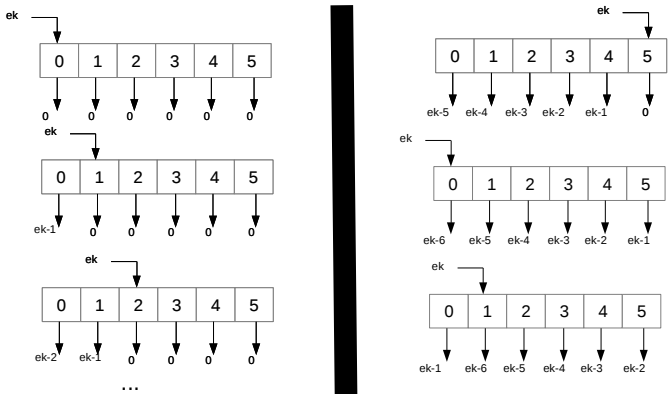 ek
0 1 2 3 4 5
0 0 0 0 0 0
ek
0 1 2 3 4 5
ek-1 0 0 0 0 0
ek
0 1 2 3 4 5
ek-2 ek-1 0 0 0 0
...
ek
0 1 2 3 4 5
ek-5 ek-4 ek-3 ek-2 ek-1 0
ek
0 1 2 3 4 5
ek-6 ek-5 ek-4 ek-3 ek-2 ek-1
ek
0 1 2 3 4 5
ek-1 ek-6 ek-5 ek-4 ek-3 ek-2